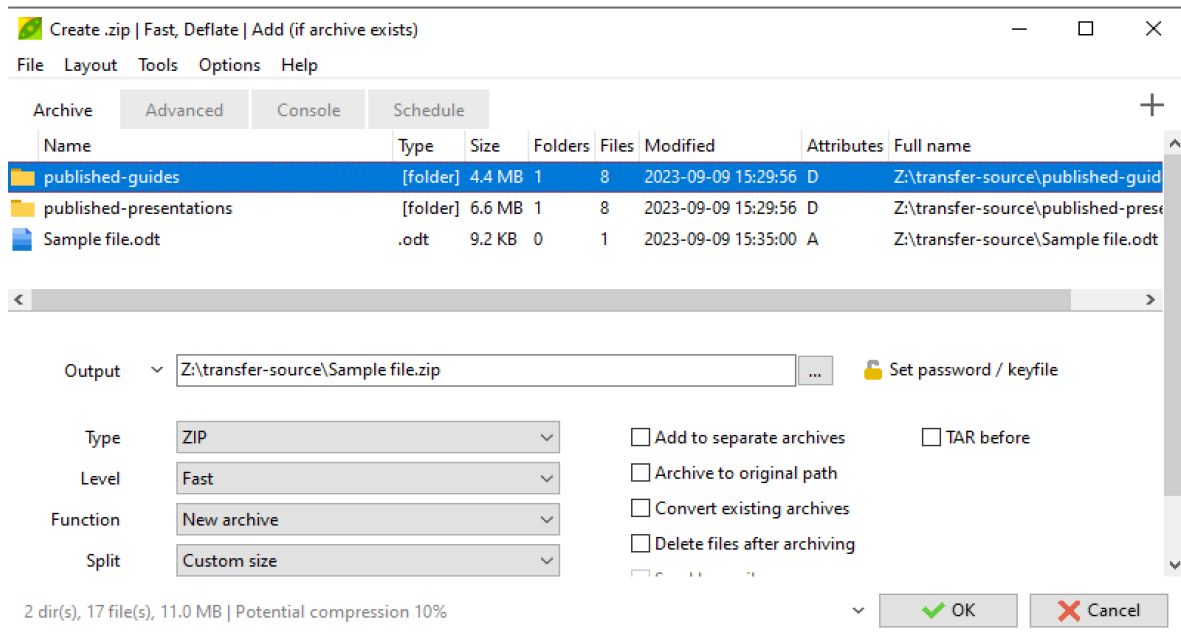 Create .zip | Fast, Deflate | Add (if archive exists)
File Layout Tools Options Help
Archive Advanced Console Schedule
Name Type Size Folders Files Modified Attributes Full name
published-guides [folder] 4.4 MB 1 8 2023-09-09 15:29:56 D Z:\transfer-source\published-guid
published-presentations [folder] 6.6 MB 1 8 2023-09-09 15:29:56 D Z:\transfer-source\published-prese
Sample file.odt .odt 9.2 KB 0 1 2023-09-09 15:35:00 A Z:\transfer-source\Sample file.odt
Output Z:\transfer-source\Sample file.zip ... Set password / keyfile
Type ZIP Add to separate archives TAR before
Level Fast Archive to original path
Function New archive Convert existing archives
Split Custom size Delete files after archiving
2 dir(s), 17 file(s), 11.0 MB | Potential compression 10% OK Cancel